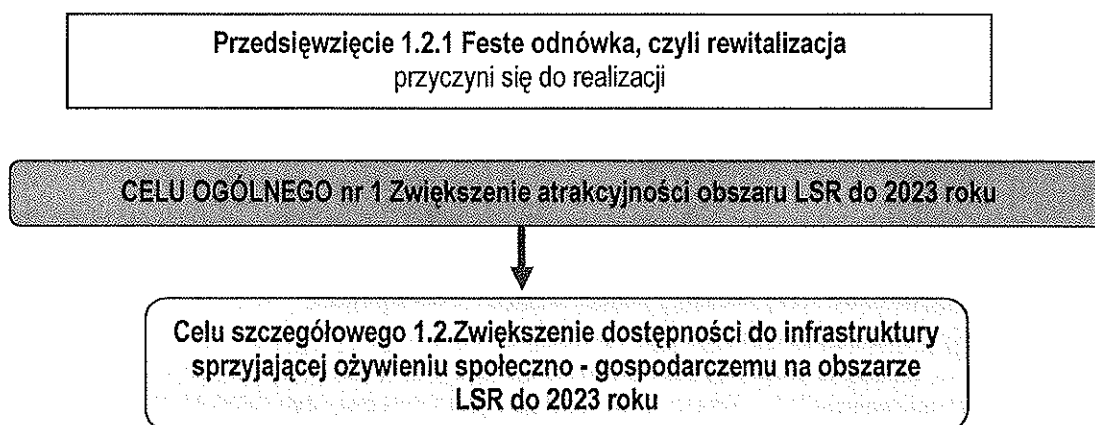 Przedsięwzięcie 1.2.1 Feste odnówka, czyli rewitalizacja
przyczyni się do realizacji
CELU OGÓLNEGO nr 1 Zwiększenie atrakcyjności obszaru LSR do 2023 roku
Celu szczegółowego 1.2.Zwiększenie dostępności do infrastruktury
sprzyjającej ożywieniu społeczno - gospodarczemu na obszarze
LSR do 2023 roku